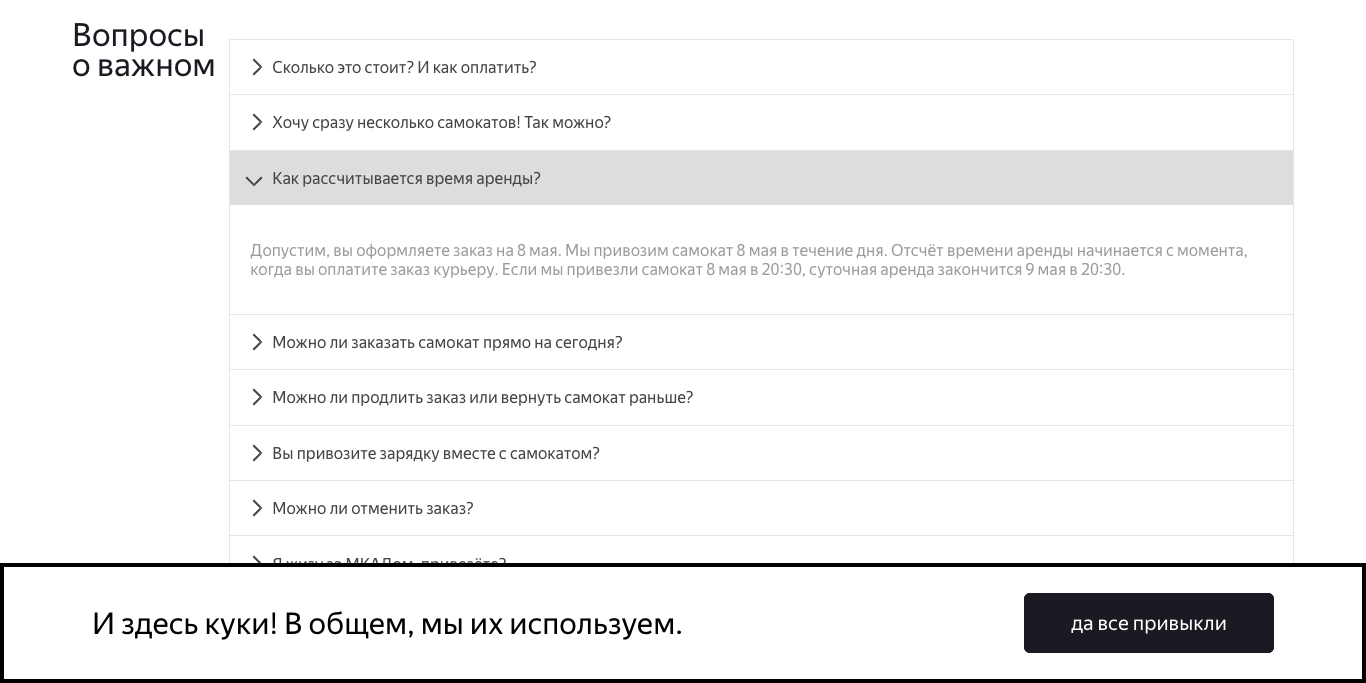 Вопросы
о важном
Сколько это стоит? И как оплатить?
Хочу сразу несколько самокатов! Так можно?
Как рассчитывается время аренды?
Допустим, вы оформляете заказ на 8 мая. Мы привозим самокат 8 мая в течение дня. Отсчёт времени аренды начинается с момента,
когда вы оплатите заказ курьеру. Если мы привезли самокат 8 мая в 20:30, суточная аренда закончится 9 мая в 20:30.
Можно ли заказать самокат прямо на сегодня?
Можно ли продлить заказ или вернуть самокат раньше?
Вы привозите зарядку вместе с самокатом?
Можно ли отменить заказ?
Я живу за МКАДом, привезёте?
И здесь куки! В общем, мы их используем.
да все привыкли